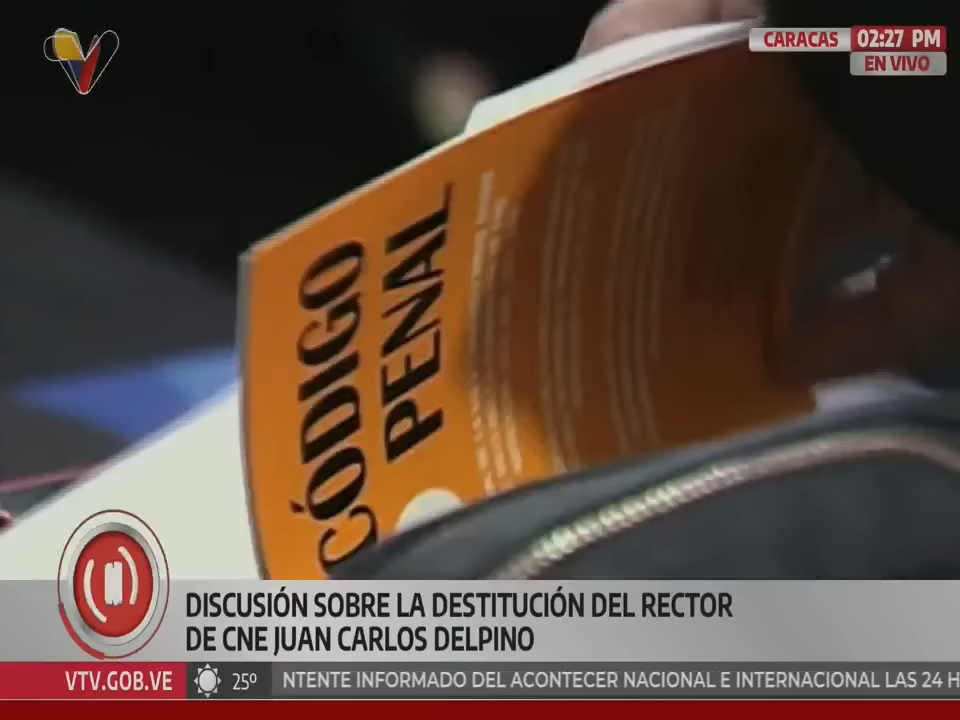 CARACAS 02:27 PM
EN VIVO
CÓDIGO
PENAL
DISCUSIÓN SOBRE LA DESTITUCIÓN DEL RECTOR
DE CNE JUAN CARLOS DELPINO
VTV.GOB.VE 25º NTENTE INFORMADO DEL ACONTECER NACIONAL E INTERNACIONAL LAS 24 H